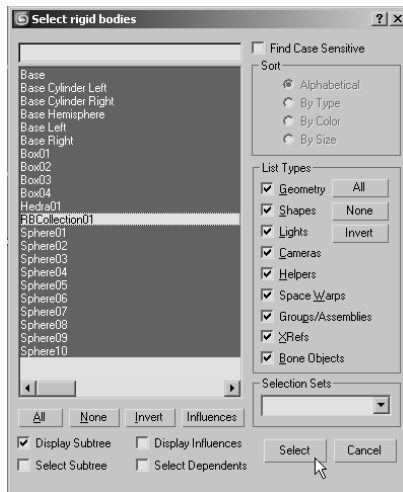 Select rigid bodies
Find Case Sensitive
Base
Base Cylinder Left
Base Cylinder Right
Base Hemisphere
Base Left
Base Right
Box01
Box02
Box03
Box04
Hedra01
RBCollection01
Sphere01
Sphere02
Sphere03
Sphere04
Sphere05
Sphere06
Sphere07
Sphere08
Sphere09
Sphere10
Sort
Alphabetical
By Type
By Color
By Size
List Types
Geometry All
Shapes None
Lights Invert
Cameras
Helpers
Space Warps
Groups/Assemblies
XRefs
Bone Objects
Selection Sets
All None Invert Influences
Display Subtree Display Influences
Select Subtree Select Dependents
Select Cancel